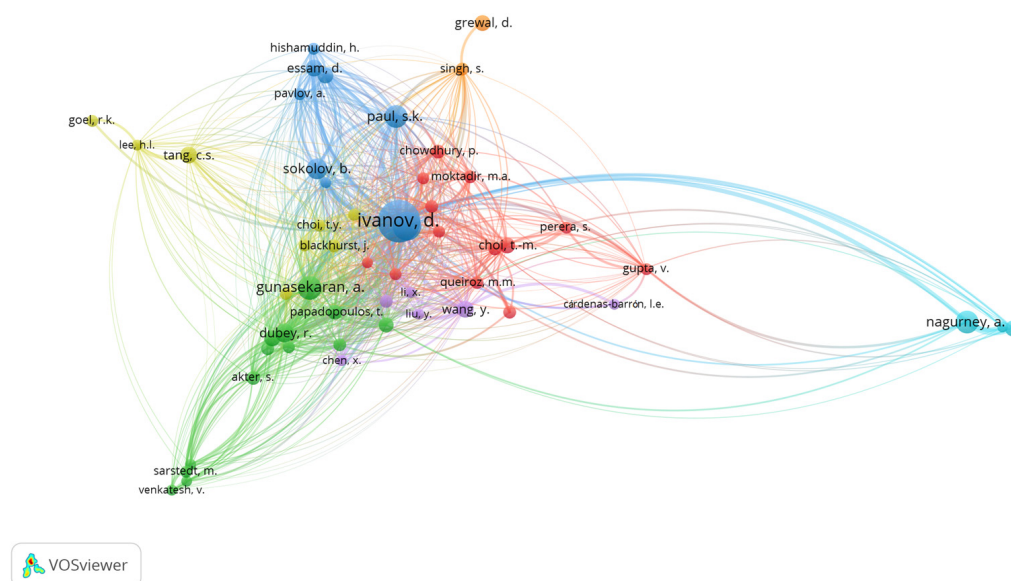 grewal, d.
hishamuddin, h.
essam, d.
singh, s.
pavlov, a.
paul, s.k.
goel, r.k.
lee, h.l.
tang, c.s.
chowdhury, p.
sokolov, b.
moktadir, m.a.
ivanov, d.
choi, t.y.
perera, s.
blackhurst, j.
choi, t.-m.
gupta, v.
gunasekaran, a.
queiroz, m.m.
li, x.
cárdenas-barrón, l.e.
papadopoulos, t.
liu, y.
wang, y.
nagurney, a.
dubey, r.
chen, x.
akter, s.
sarstedt, m.
venkatesh, v.
VOSviewer